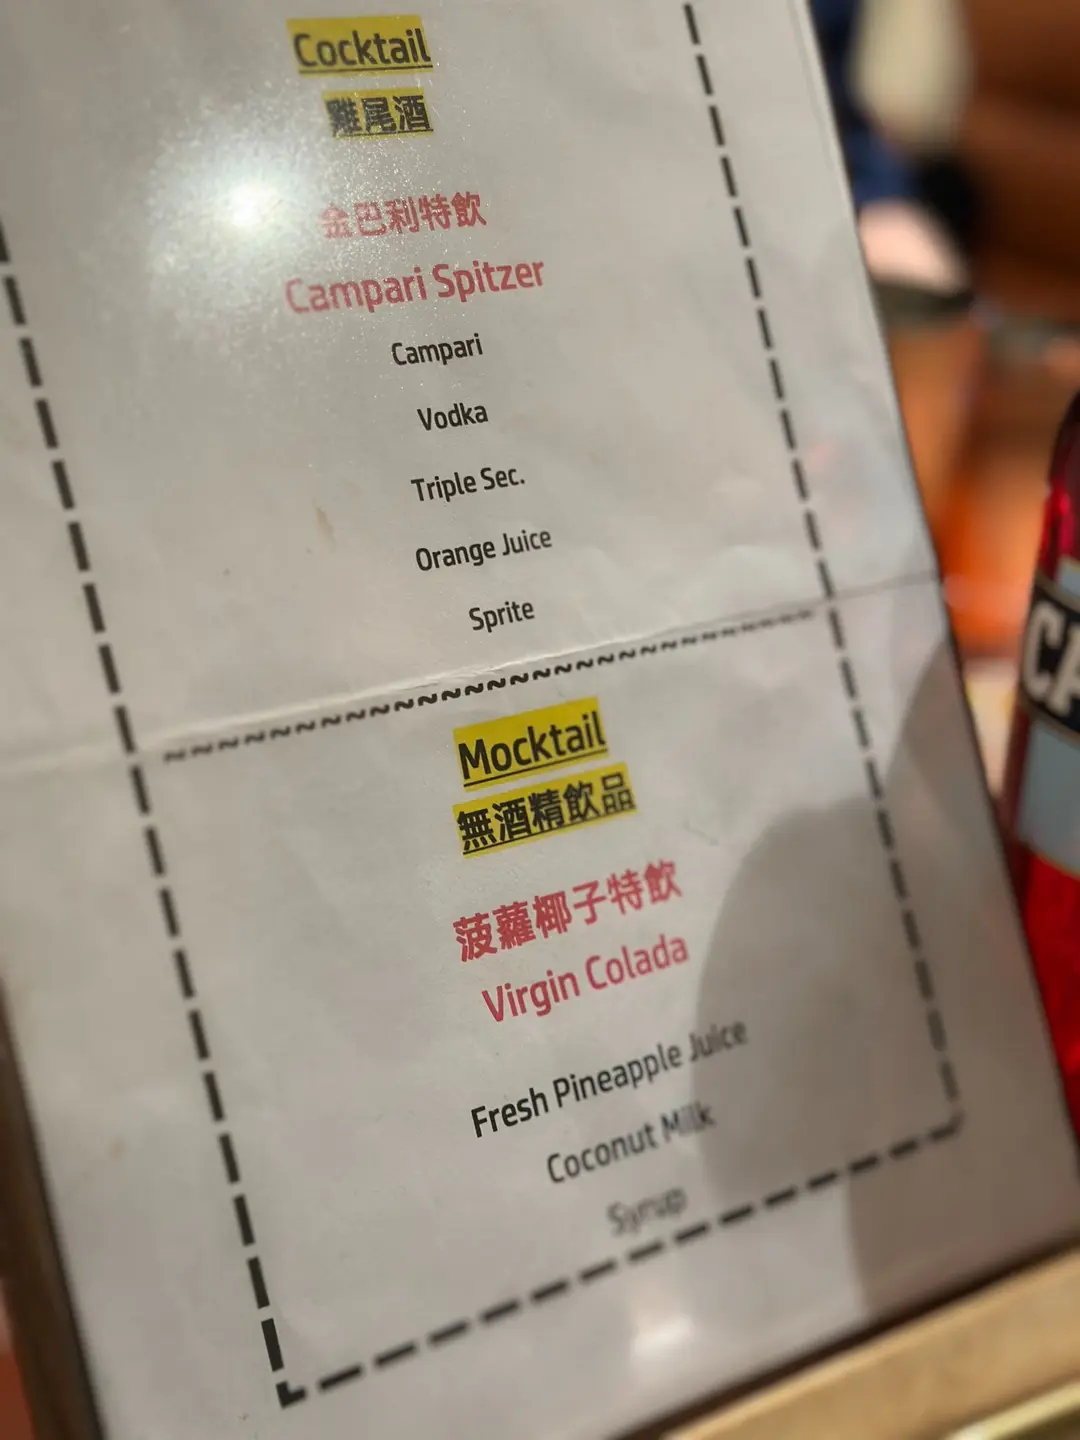 Cocktail
雞尾酒
金巴利特飲
Campari Spitzer
Campari
Vodka
Triple Sec.
Orange Juice
Sprite
~~~~~~~~~~~~~~~~~~~~~~~~
Mocktail
無酒精飲品
菠蘿椰子特飲
Virgin Colada
Fresh Pineapple Juice
Coconut Milk
Syrup
CA